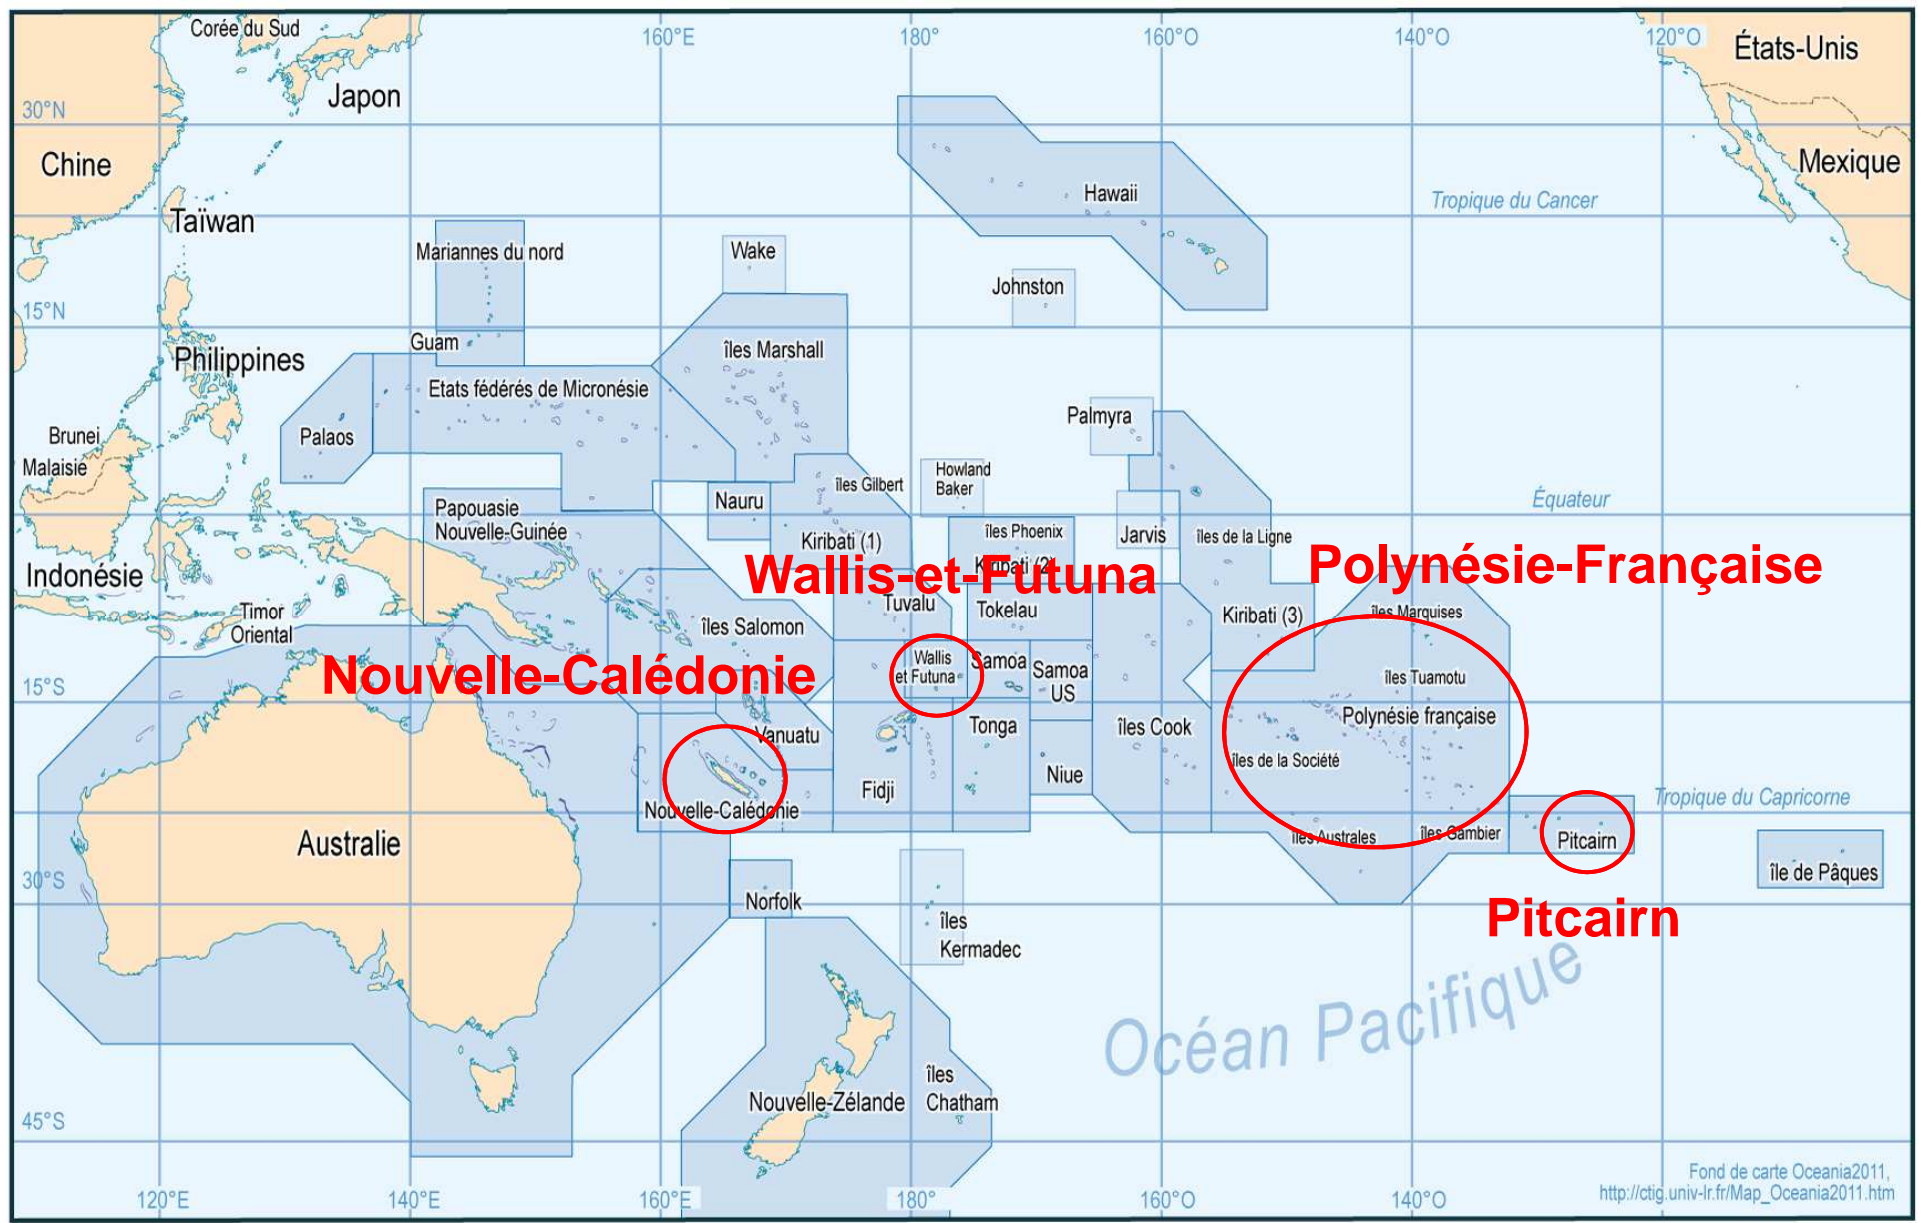 Corée du Sud
160°E
180°
160°O
140°O
120°O
États-Unis
Japon
30°N
Chine
Mexique
Hawaii
Tropique du Cancer
Taïwan
Mariannes du nord
Wake
Johnston
15°N
Guam
Philippines
îles Marshall
Etats fédérés de Micronésie
Palmyra
Brunei
Palaos
Malaisie
Howland
Baker
îles Gilbert
Nauru
Équateur
Papouasie
Nouvelle-Guinée
îles Phoenix
Jarvis
îles de la Ligne
Kiribati (1)
Kiribati (2)
Wallis-et-Futuna
Polynésie-Française
Indonésie
Timor
Oriental
Tuvalu
Tokelau
Kiribati (3)
îles Marquises
îles Salomon
Wallis
et Futuna
Samoa
Samoa
US
îles Tuamotu
Nouvelle-Calédonie
15°S
Polynésie française
Vanuatu
Tonga
îles Cook
îles de la Société
Niue
Fidji
Nouvelle-Calédonie
Tropique du Capricorne
Australie
îles Australes
îles Gambier
Pitcairn
île de Pâques
30°S
Norfolk
îles
Kermadec
Pitcairn
Océan Pacifique
îles
Chatham
Nouvelle-Zélande
45°S
Fond de carte Oceania2011,
http://ctig.univ-lr.fr/Map_Oceania2011.htm
120°E
140°E
160°E
180°
160°O
140°O